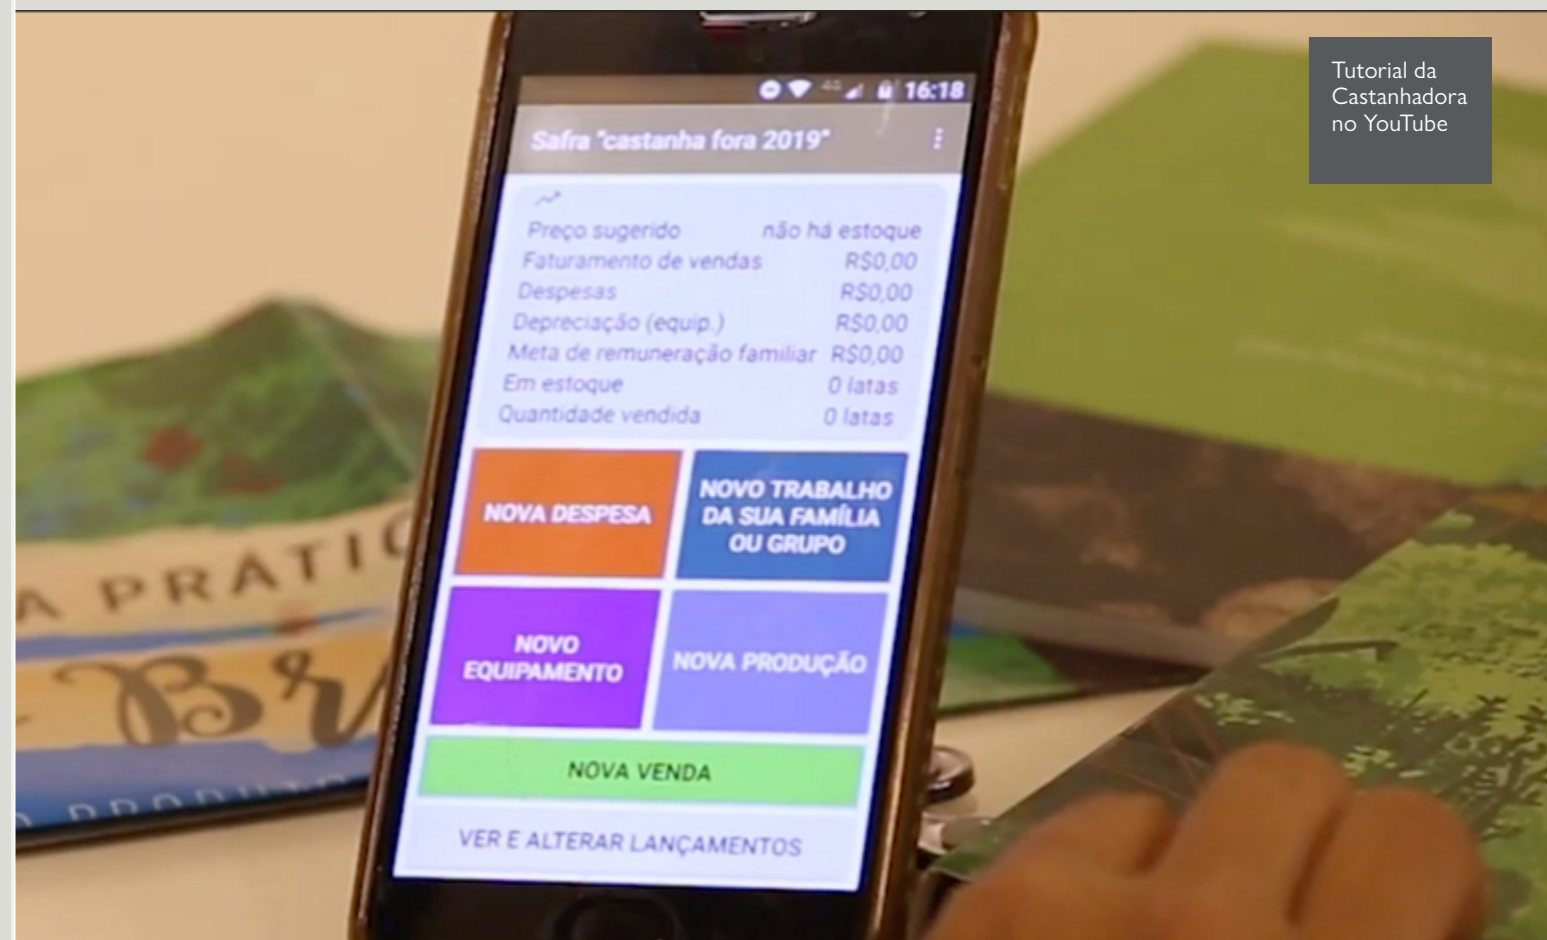 Tutorial da
Castanhadora
no YouTube
4G 16:18
Safra "castanha fora 2019"
Preço sugerido não há estoque
Faturamento de vendas R$0,00
Despesas R$0,00
Depreciação (equip.) R$0,00
Meta de remuneração familiar R$0,00
Em estoque 0 latas
Quantidade vendida 0 latas
NOVA DESPESA
NOVO TRABALHO
DA SUA FAMÍLIA
OU GRUPO
NOVO
EQUIPAMENTO
NOVA PRODUÇÃO
NOVA VENDA
VER E ALTERAR LANÇAMENTOS
A PRÁTIC
Br